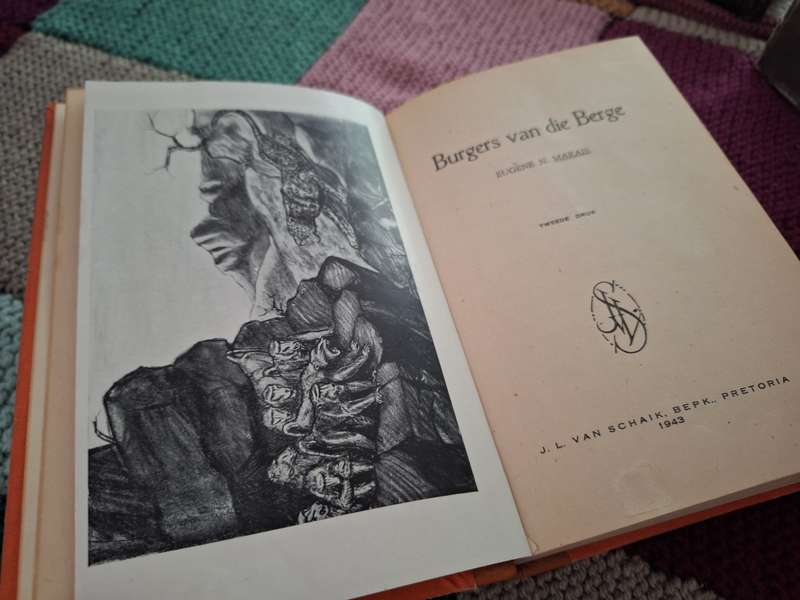 Burgers van die Berge
EUGÈNE N. MARAIS.
TWEEDE DRUK
J. L. VAN SCHAIK, BEPK., PRETORIA
1943